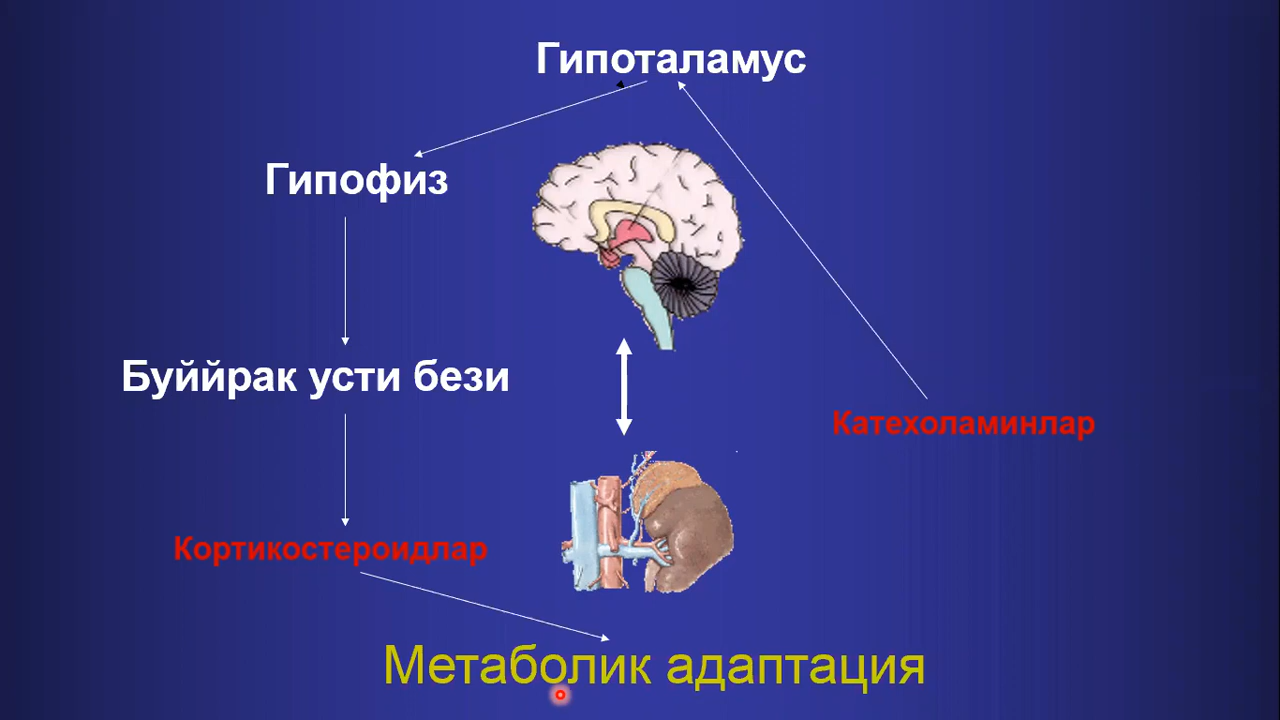 Гипоталамус
Гипофиз
Буййрак усти бези
Катехоламинлар
Кортикостероидлар
Метаболик адаптация